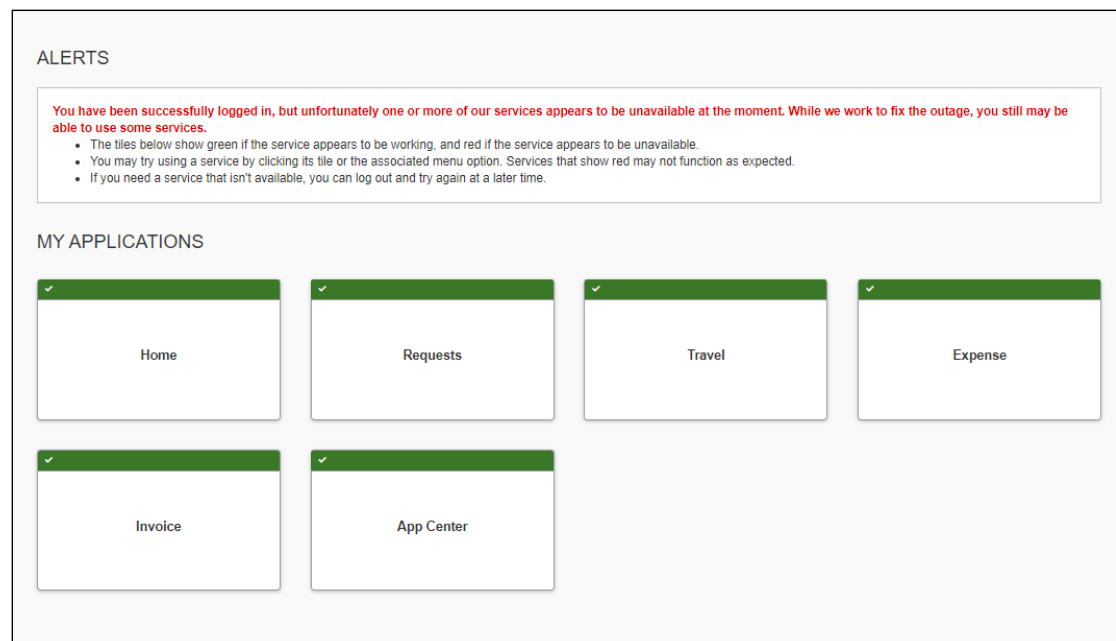 ALERTS
You have been successfully logged in, but unfortunately one or more of our services appears to be unavailable at the moment. While we work to fix the outage, you still may be
able to use some services.
The tiles below show green if the service appears to be working, and red if the service appears to be unavailable.
You may try using a service by clicking its tile or the associated menu option. Services that show red may not function as expected.
If you need a service that isn't available, you can log out and try again at a later time.
MY APPLICATIONS
Home
Requests
Travel
Expense
Invoice
App Center